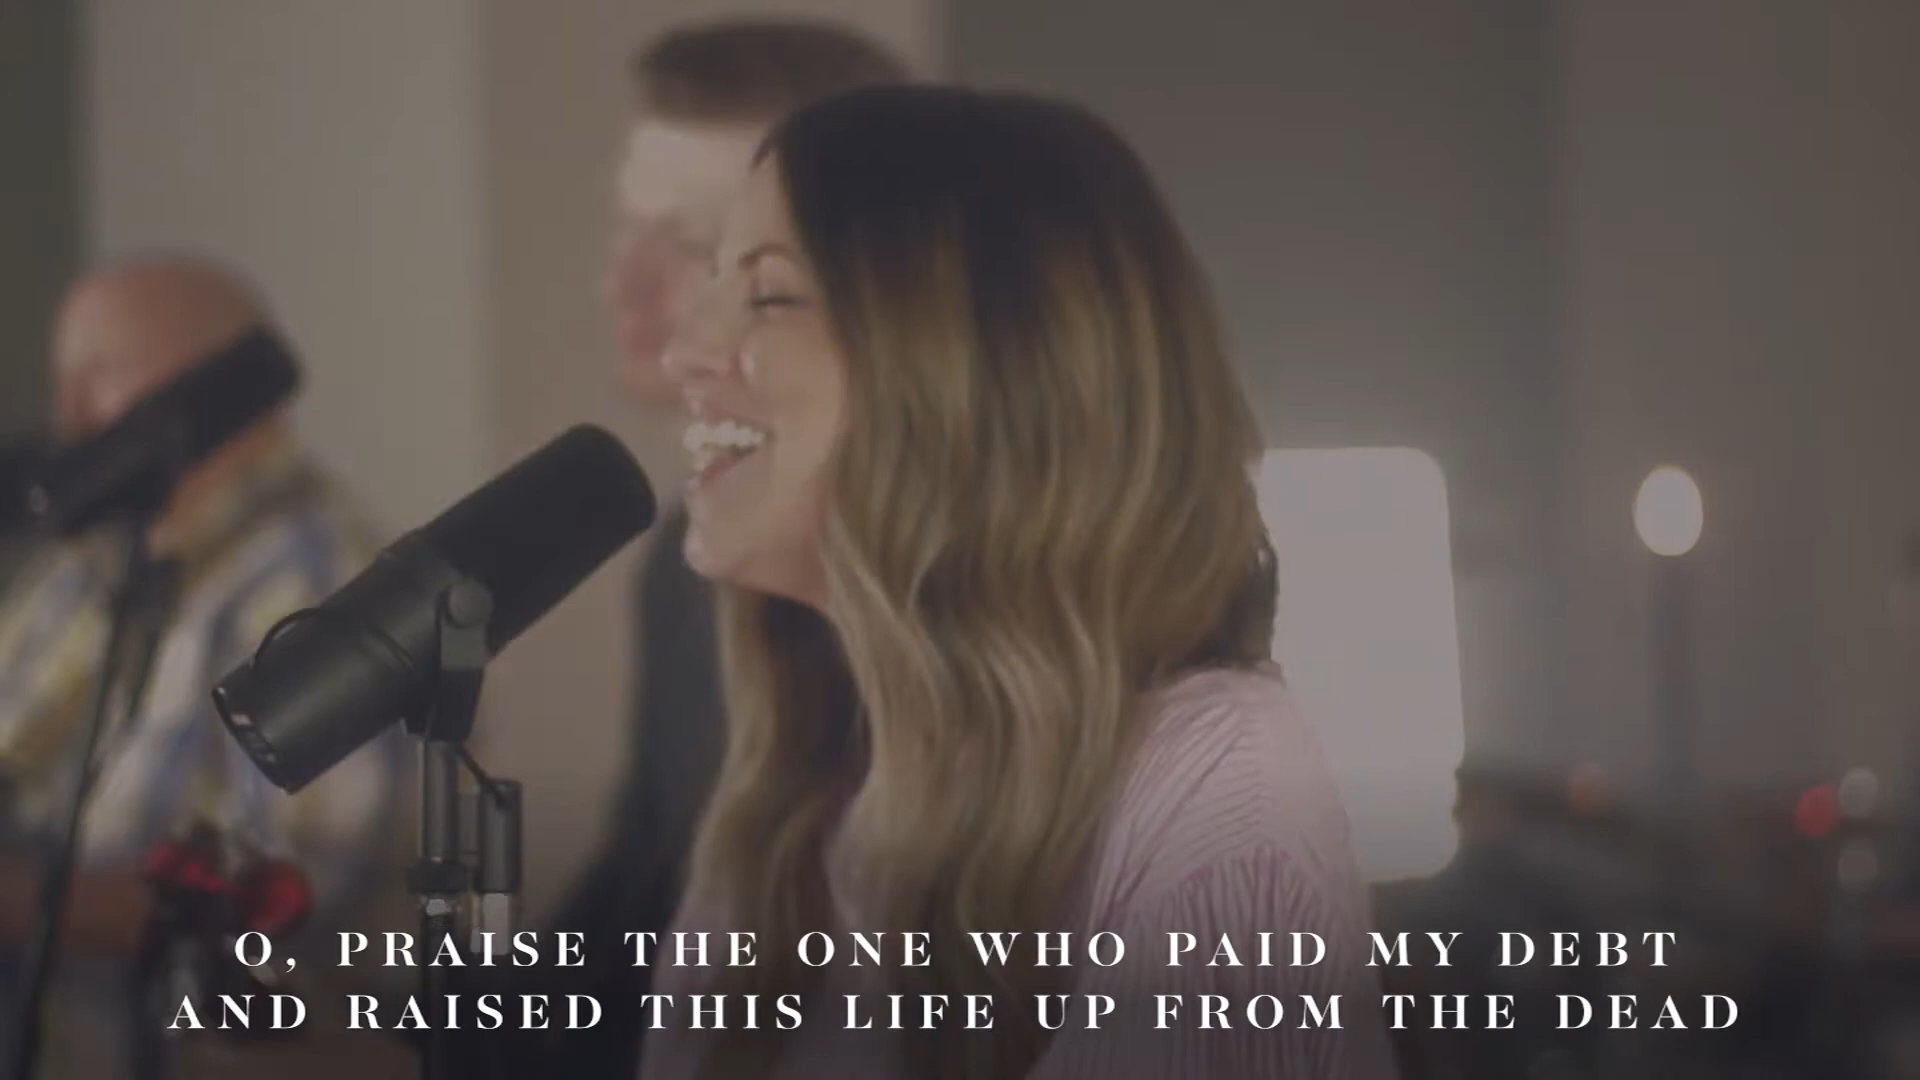 O, PRAISE THE ONE WHO PAID MY DEBT
AND RAISED THIS LIFE UP FROM THE DEAD